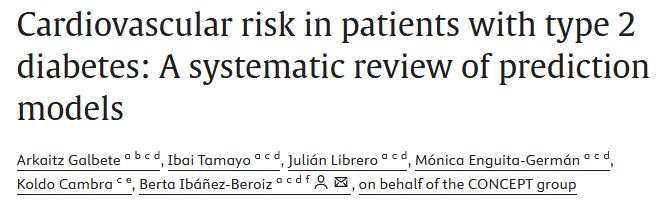 Cardiovascular risk in patients with type 2
diabetes: A systematic review of prediction
models
Arkaitz Galbete a b c d, Ibai Tamayo a c d, Julián Librero a c d, Mónica Enguita-Germán a c d,
Koldo Cambra c e, Berta Ibáñez-Beroiz a c d f, on behalf of the CONCEPT group